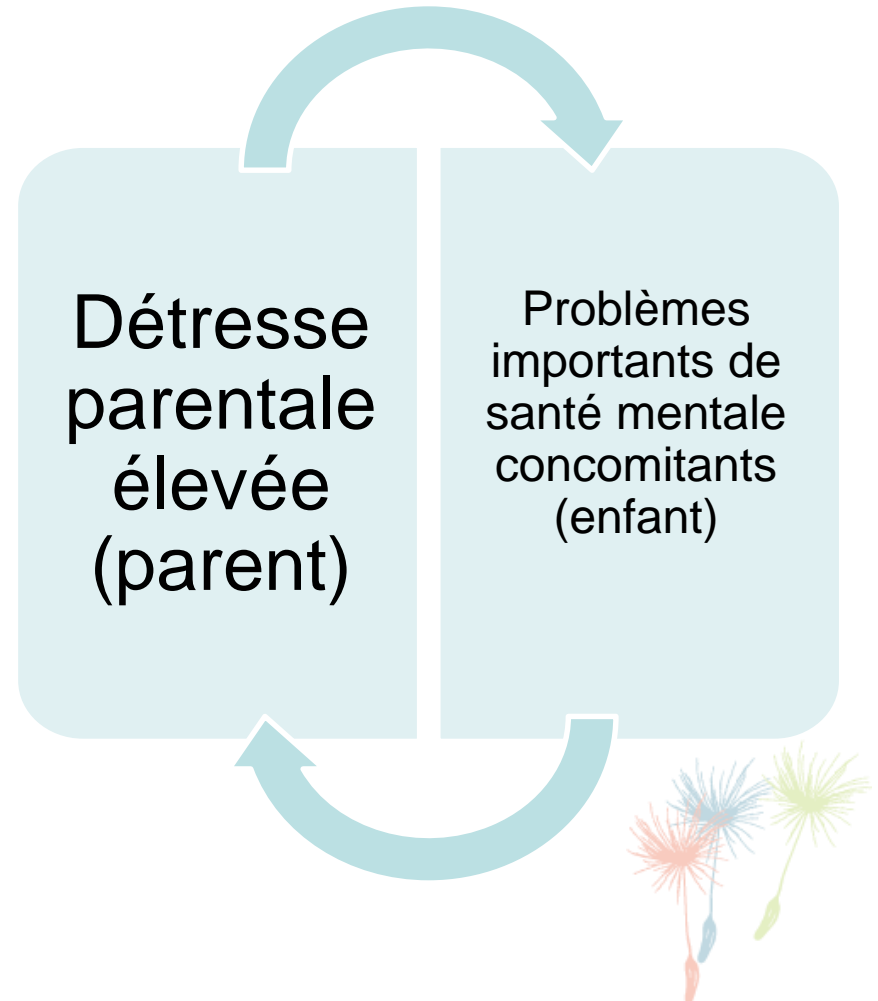 Détresse
parentale
élevée
(parent)
Problèmes
importants de
santé mentale
concomitants
(enfant)